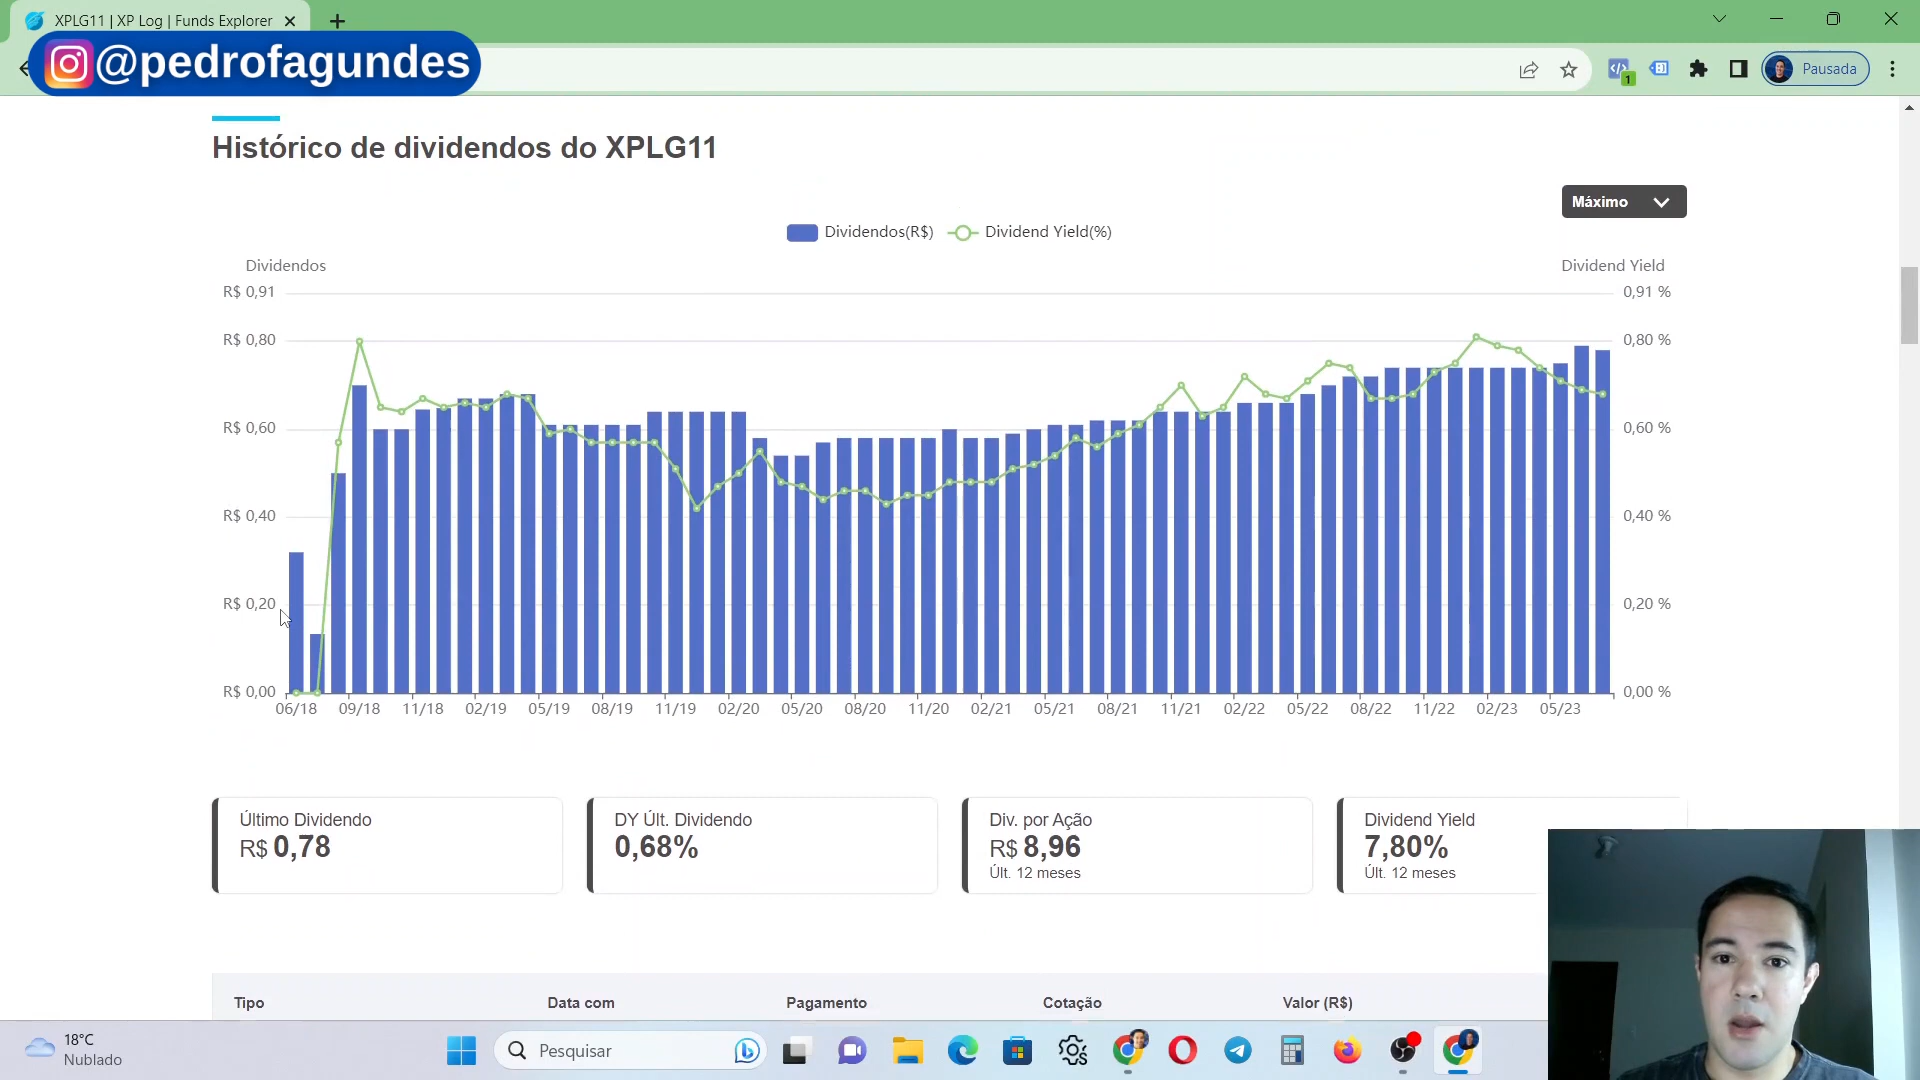 XPLG11 | XP Log | Funds Explorer
@pedrofagundes
1
Pausada
Histórico de dividendos do XPLG11
Máximo
Dividendos(R$) Dividend Yield(%)
Dividendos Dividend Yield
R$ 0,91 0,91 %
R$ 0,80 0,80 %
R$ 0,60 0,60 %
R$ 0,40 0,40 %
R$ 0,20 0,20 %
R$ 0,00 0,00 %
06/18 09/18 11/18 02/19 05/19 08/19 11/19 02/20 05/20 08/20 11/20 02/21 05/21 08/21 11/21 02/22 05/22 08/22 11/22 02/23 05/23
Último Dividendo
R$ 0,78
DY Últ. Dividendo
0,68%
Div. por Ação
R$ 8,96
Últ. 12 meses
Dividend Yield
7,80%
Últ. 12 meses
Tipo Data com Pagamento Cotação Valor (R$)
18°C
Nublado
Pesquisar